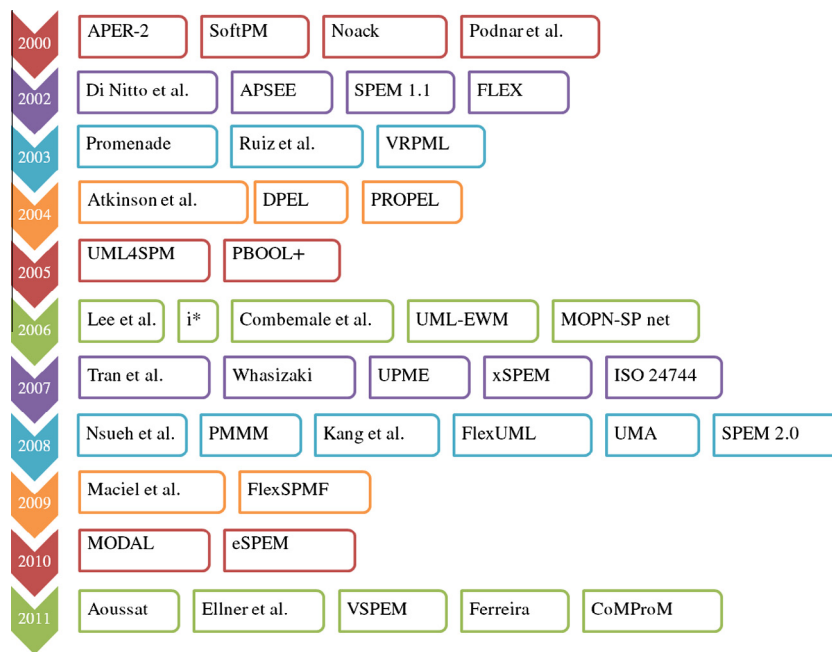 2000 APER-2 SoftPM Noack Podnar et al.
2002 Di Nitto et al. APSEE SPEM 1.1 FLEX
2003 Promenade Ruiz et al. VRPML
2004 Atkinson et al. DPEL PROPEL
2005 UML4SPM PBOOL+
2006 Lee et al. i* Combemale et al. UML-EWM MOPN-SP net
2007 Tran et al. Whasizaki UPME xSPEM ISO 24744
2008 Nsueh et al. PMMM Kang et al. FlexUML UMA SPEM 2.0
2009 Maciel et al. FlexSPMF
2010 MODAL eSPEM
2011 Aoussat Ellner et al. VSPEM Ferreira CoMProM